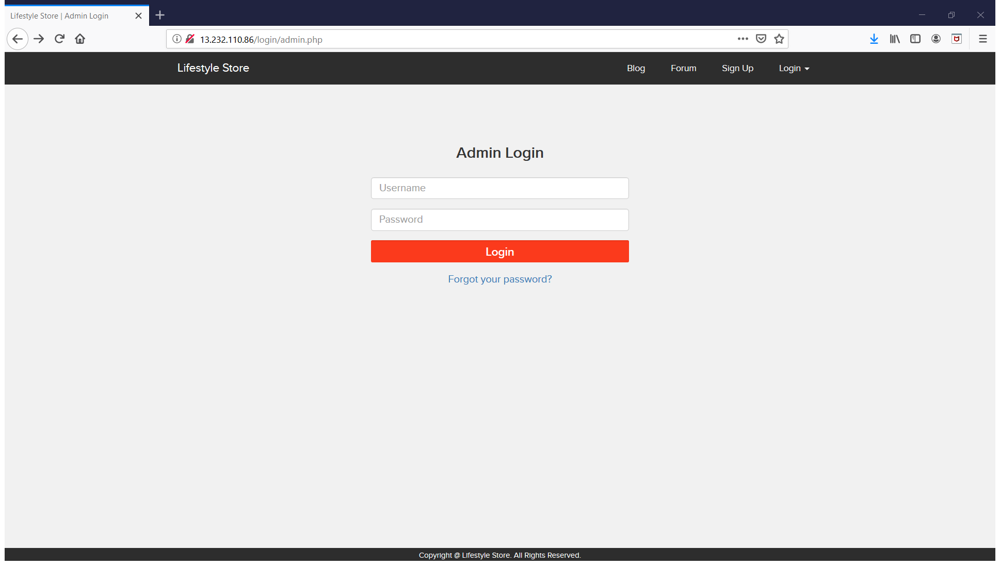 Lifestyle Store | Admin Login
13.232.110.86/login/admin.php
Lifestyle Store Blog Forum Sign Up Login
Admin Login
Username
Password
Login
Forgot your password?
Copyright @ Lifestyle Store. All Rights Reserved.